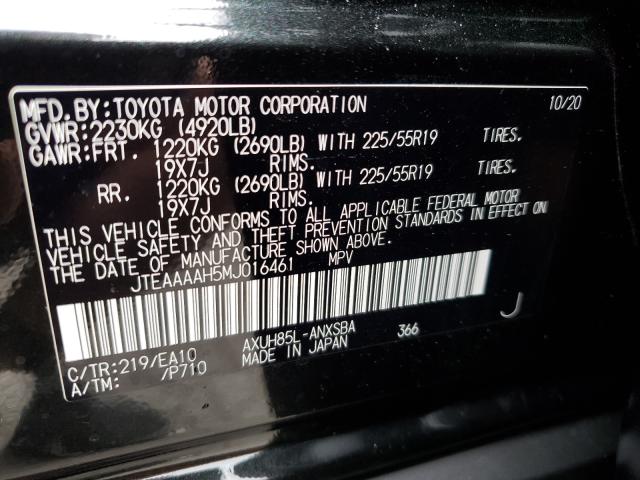 MFD.BY:TOYOTA MOTOR CORPORATION 10/20
GVWR:2230KG (4920LB)
GAWR:FRT. 1220KG (2690LB) WITH 225/55R19 TIRES.
19X7J RIMS.
RR. 1220KG (2690LB) WITH 225/55R19 TIRES.
19X7J RIMS.
THIS VEHICLE CONFORMS TO ALL APPLICABLE FEDERAL MOTOR
VEHICLE SAFETY AND THEFT PREVENTION STANDARDS IN EFFECT ON
THE DATE OF MANUFACTURE SHOWN ABOVE.
JTEAAAAH5MJ016461 MPV
J
C/TR:219/EA10 AXUH85L-ANXSBA 366
A/TM: /P710 MADE IN JAPAN